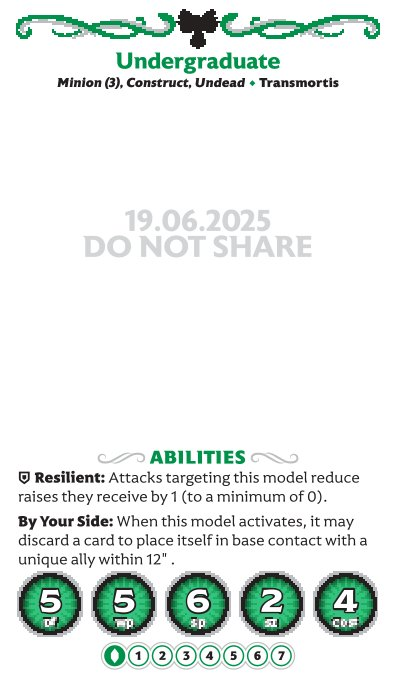 Undergraduate
Minion (3), Construct, Undead ⬥ Transmortis
19.06.2025
DO NOT SHARE
ABILITIES
Resilient: Attacks targeting this model reduce
raises they receive by 1 (to a minimum of 0).
By Your Side: When this model activates, it may
discard a card to place itself in base contact with a
unique ally within 12" .
5 5 6 2 4
df wp sp sz cost
1 2 3 4 5 6 7